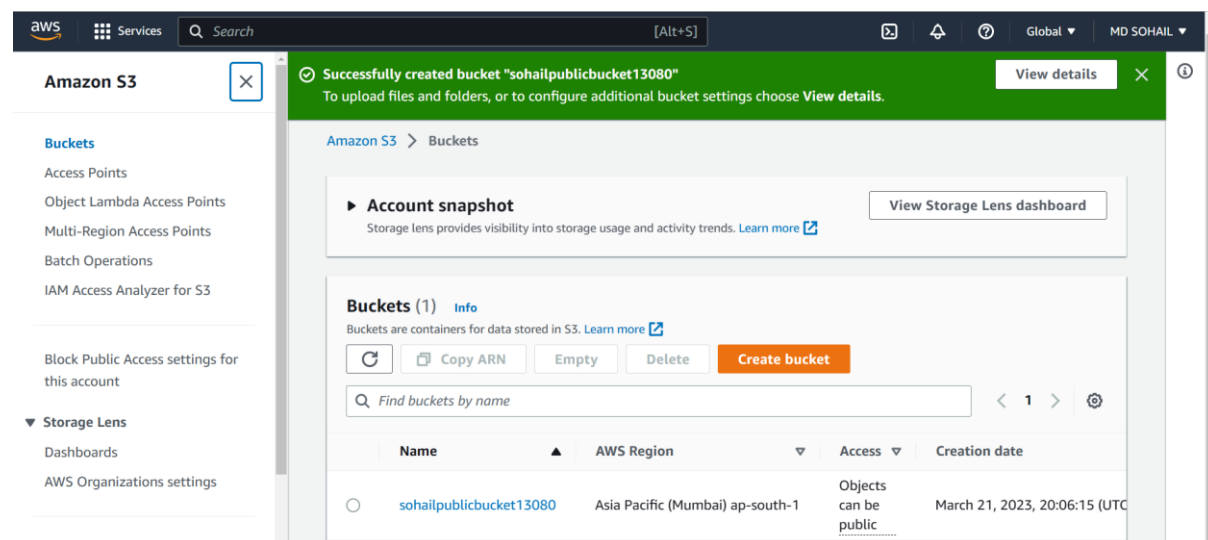 aws
Services
Search
[Alt+S]
Global
MD SOHAIL
Amazon S3
Buckets
Access Points
Object Lambda Access Points
Multi-Region Access Points
Batch Operations
IAM Access Analyzer for S3
Block Public Access settings for
this account
Storage Lens
Dashboards
AWS Organizations settings
Successfully created bucket "sohailpublicbucket13080"
To upload files and folders, or to configure additional bucket settings choose View details.
View details
Amazon S3 > Buckets
Account snapshot
Storage lens provides visibility into storage usage and activity trends. Learn more
View Storage Lens dashboard
Buckets (1) Info
Buckets are containers for data stored in S3. Learn more
Copy ARN
Empty
Delete
Create bucket
Find buckets by name
1
Name
AWS Region
Access
Creation date
sohailpublicbucket13080
Asia Pacific (Mumbai) ap-south-1
Objects
can be
public
March 21, 2023, 20:06:15 (UTC